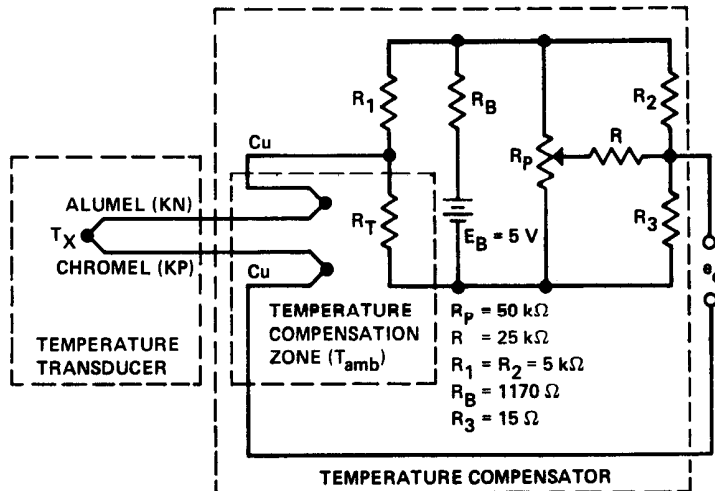 R1
RB
R2
Cu
RP
R
ALUMEL (KN)
RT
R3
TX
EB = 5 V
CHROMEL (KP)
Cu
TEMPERATURE
COMPENSATION
ZONE (Tamb)
TEMPERATURE
TRANSDUCER
RP = 50 kΩ
R = 25 kΩ
R1 = R2 = 5 kΩ
RB = 1170 Ω
R3 = 15 Ω
TEMPERATURE COMPENSATOR